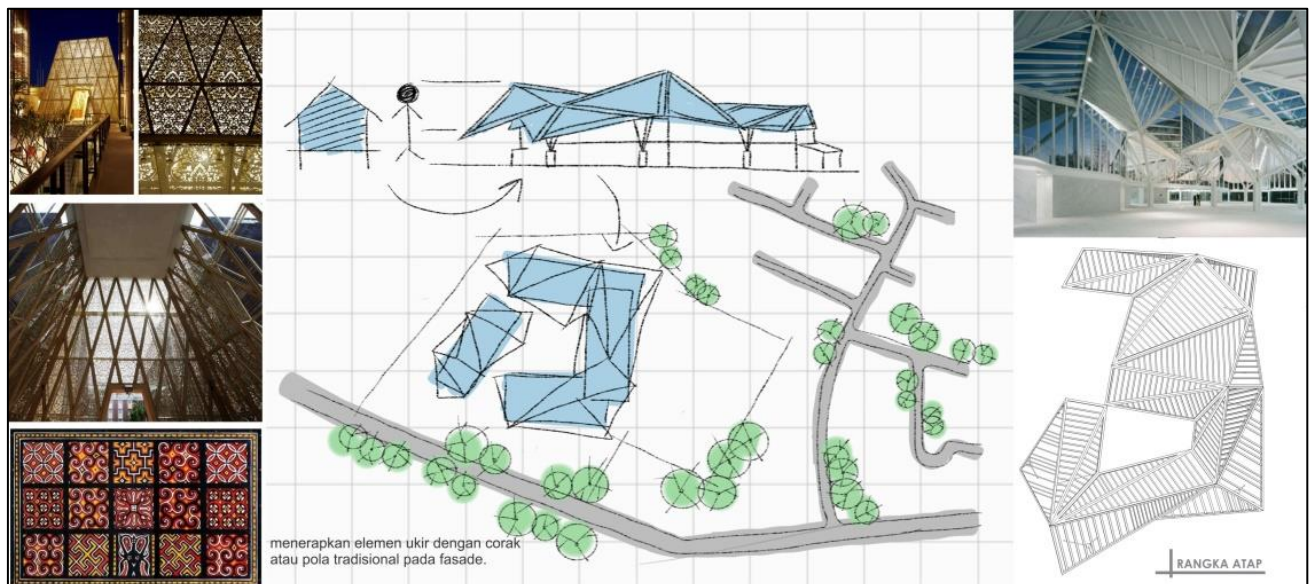 menerapkan elemen ukir dengan corak
atau pola tradisional pada fasade.
RANGKA ATAP